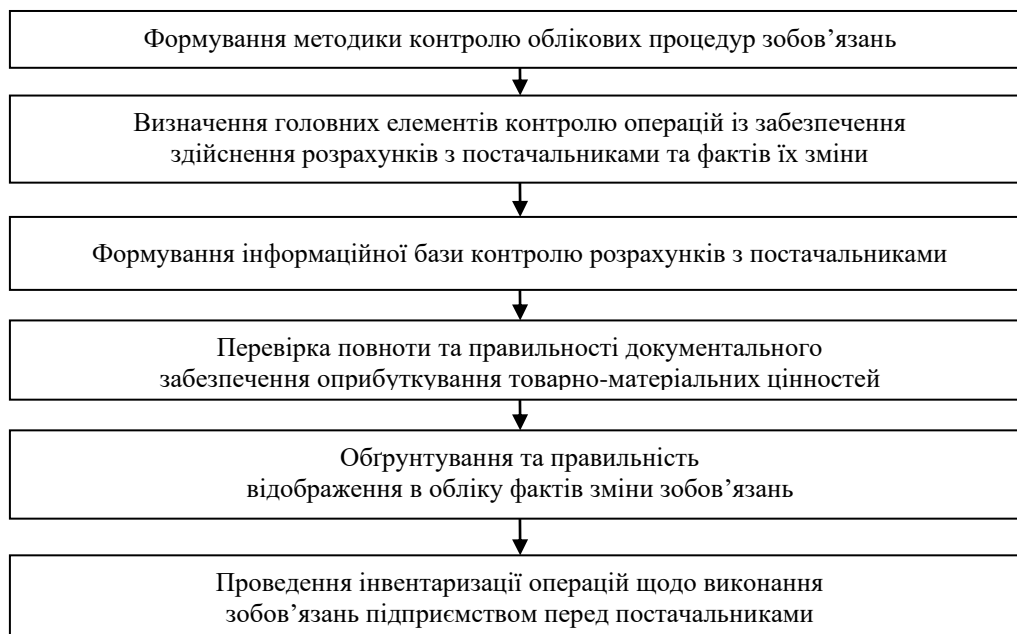 Формування методики контролю облікових процедур зобов’язань
Визначення головних елементів контролю операцій із забезпечення
здійснення розрахунків з постачальниками та фактів їх зміни
Формування інформаційної бази контролю розрахунків з постачальниками
Перевірка повноти та правильності документального
забезпечення оприбуткування товарно-матеріальних цінностей
Обґрунтування та правильність
відображення в обліку фактів зміни зобов’язань
Проведення інвентаризації операцій щодо виконання
зобов’язань підприємством перед постачальниками